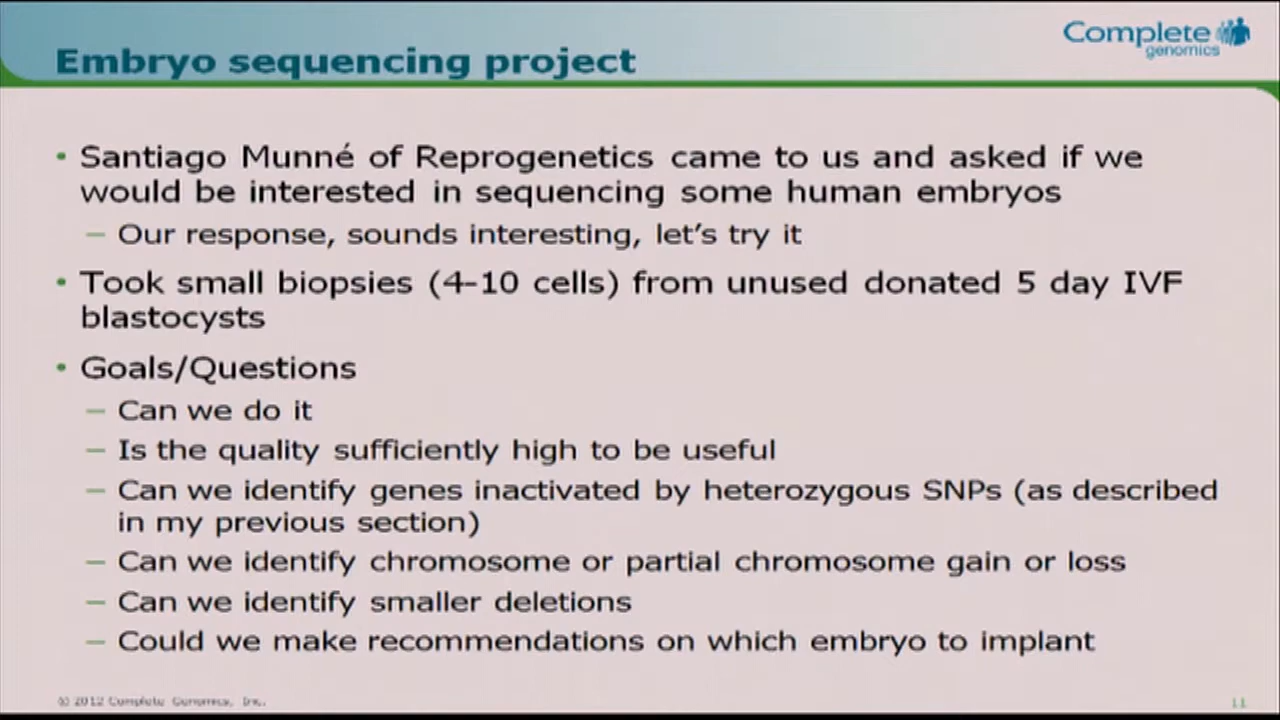 Complete
genomics
Embryo sequencing project
• Santiago Munné of Reprogenetics came to us and asked if we
would be interested in sequencing some human embryos
– Our response, sounds interesting, let's try it
• Took small biopsies (4-10 cells) from unused donated 5 day IVF
blastocysts
• Goals/Questions
– Can we do it
– Is the quality sufficiently high to be useful
– Can we identify genes inactivated by heterozygous SNPs (as described
in my previous section)
– Can we identify chromosome or partial chromosome gain or loss
– Can we identify smaller deletions
– Could we make recommendations on which embryo to implant
© 2012 Complete Genomics, Inc.
11